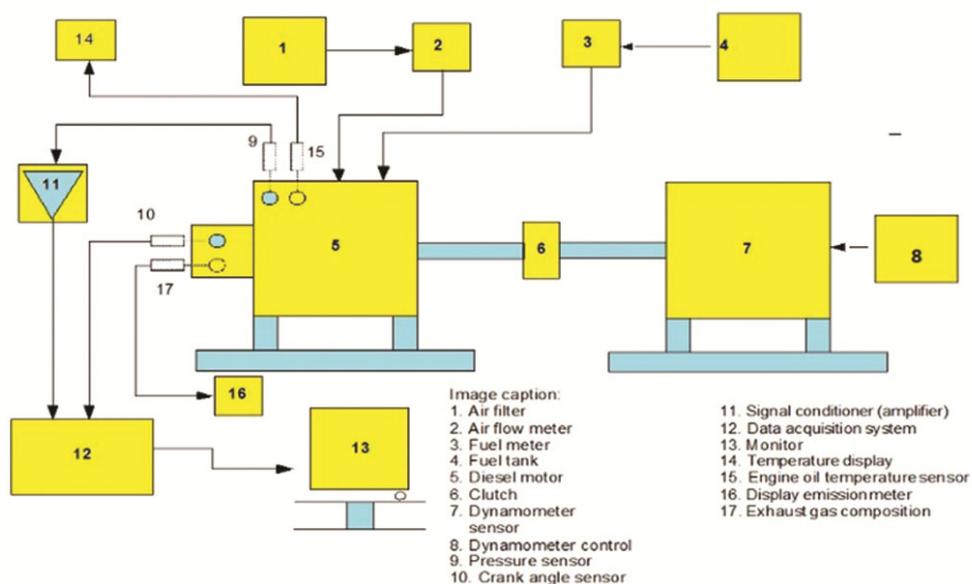 14
1
2
3
4
9
15
11
10
5
6
7
8
17
16
12
13
Image caption:
1. Air filter
2. Air flow meter
3. Fuel meter
4. Fuel tank
5. Diesel motor
6. Clutch
7. Dynamometer
sensor
8. Dynamometer control
9. Pressure sensor
10. Crank angle sensor
11. Signal conditioner (amplifier)
12. Data acquisition system
13. Monitor
14. Temperature display
15. Engine oil temperature sensor
16. Display emission meter
17. Exhaust gas composition